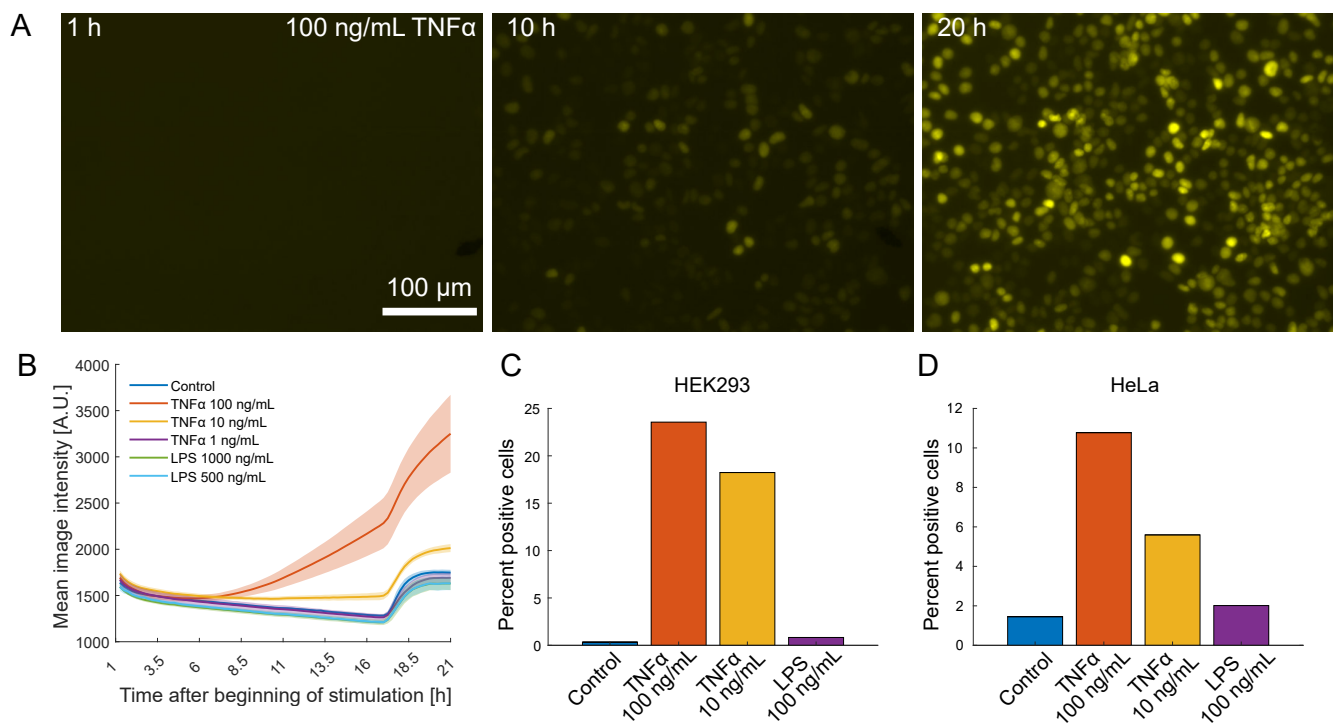 A
1 h
100 ng/mL TNFα
100 µm
10 h
20 h
B
Mean image intensity [A.U.]
4000
3500
3000
2500
2000
1500
1000
Control
TNFα 100 ng/mL
TNFα 10 ng/mL
TNFα 1 ng/mL
LPS 1000 ng/mL
LPS 500 ng/mL
1
3.5
6
8.5
11
13.5
16
18.5
21
Time after beginning of stimulation [h]
C
HEK293
Percent positive cells
25
20
15
10
5
0
Control
TNFα
100 ng/mL
TNFα
10 ng/mL
LPS
100 ng/mL
D
HeLa
Percent positive cells
12
10
8
6
4
2
0
Control
TNFα
100 ng/mL
TNFα
10 ng/mL
LPS
100 ng/mL